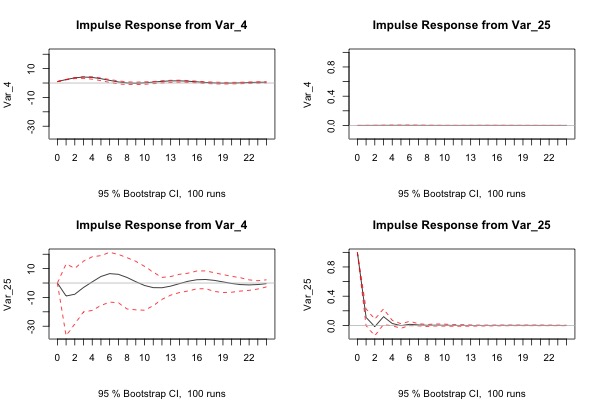 Impulse Response from Var_4
Var_4
10
-10
-30
0 2 4 6 8 10 13 16 19 22
95 % Bootstrap CI, 100 runs
Impulse Response from Var_25
Var_4
0.8
0.4
0.0
0 2 4 6 8 10 13 16 19 22
95 % Bootstrap CI, 100 runs
Impulse Response from Var_4
Var_25
10
-10
-30
0 2 4 6 8 10 13 16 19 22
95 % Bootstrap CI, 100 runs
Impulse Response from Var_25
Var_25
0.8
0.4
0.0
0 2 4 6 8 10 13 16 19 22
95 % Bootstrap CI, 100 runs